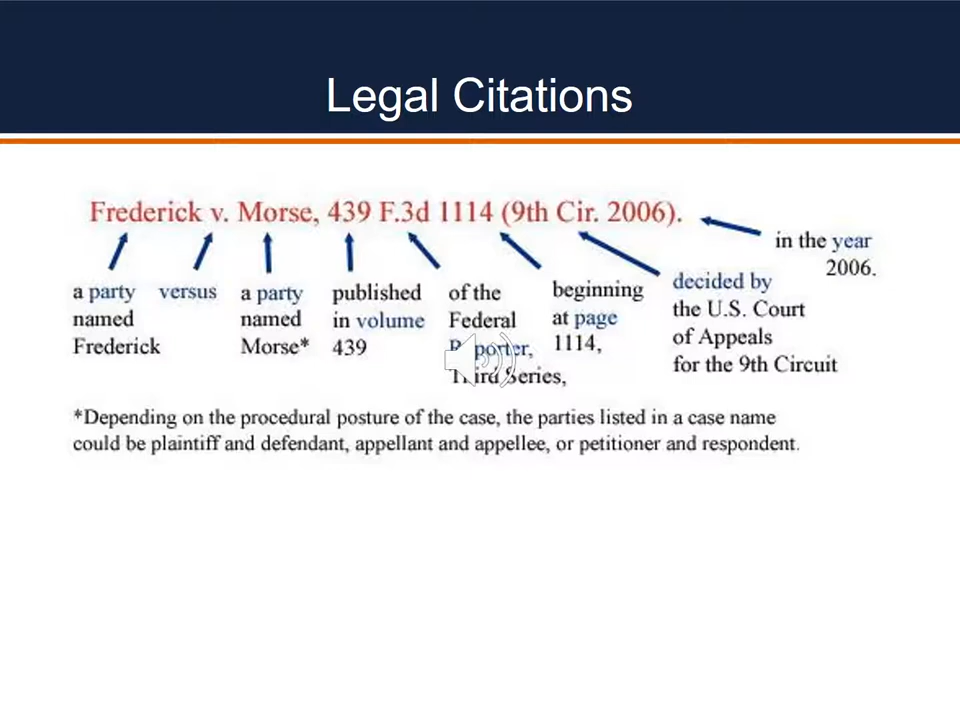 Legal Citations
Frederick v. Morse, 439 F.3d 1114 (9th Cir. 2006).
a party named Frederick
versus
a party named Morse*
published in volume 439
of the Federal Reporter, Third Series,
beginning at page 1114,
decided by the U.S. Court of Appeals for the 9th Circuit
in the year 2006.
*Depending on the procedural posture of the case, the parties listed in a case name
could be plaintiff and defendant, appellant and appellee, or petitioner and respondent.